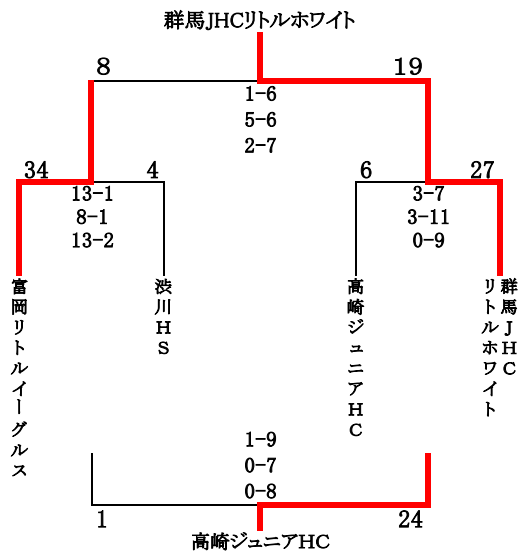 群馬JHCリトルホワイト
8
19
1-6
5-6
2-7
34
4
6
27
13-1
8-1
13-2
3-7
3-11
0-9
富岡リトルイーグルス
渋川HS
高崎ジュニアHC
群馬JHC
リトルホワイト
1-9
0-7
0-8
1
24
高崎ジュニアHC